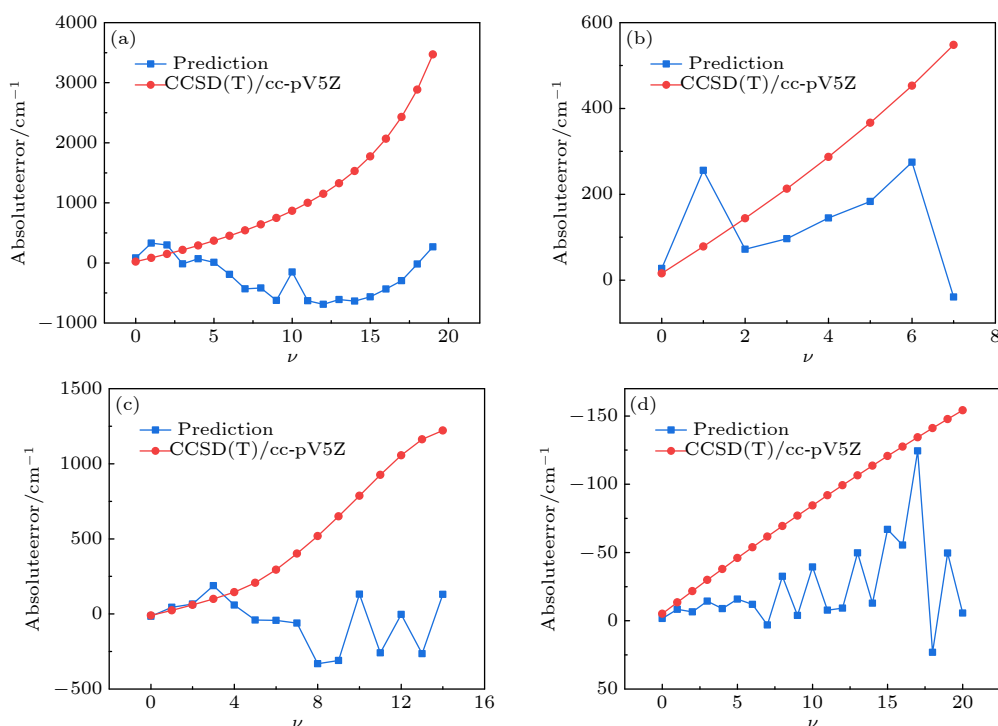 (a)
Prediction
CCSD(T)/cc-pV5Z
Absoluteerror/cm⁻¹
4000
3000
2000
1000
0
−1000
0 5 10 15 20
ν
(b)
Prediction
CCSD(T)/cc-pV5Z
Absoluteerror/cm⁻¹
600
400
200
0
0 2 4 6 8
ν
(c)
Prediction
CCSD(T)/cc-pV5Z
Absoluteerror/cm⁻¹
1500
1000
500
0
−500
0 4 8 12 16
ν
(d)
Prediction
CCSD(T)/cc-pV5Z
Absoluteerror/cm⁻¹
−150
−100
−50
0
50
0 5 10 15 20
ν